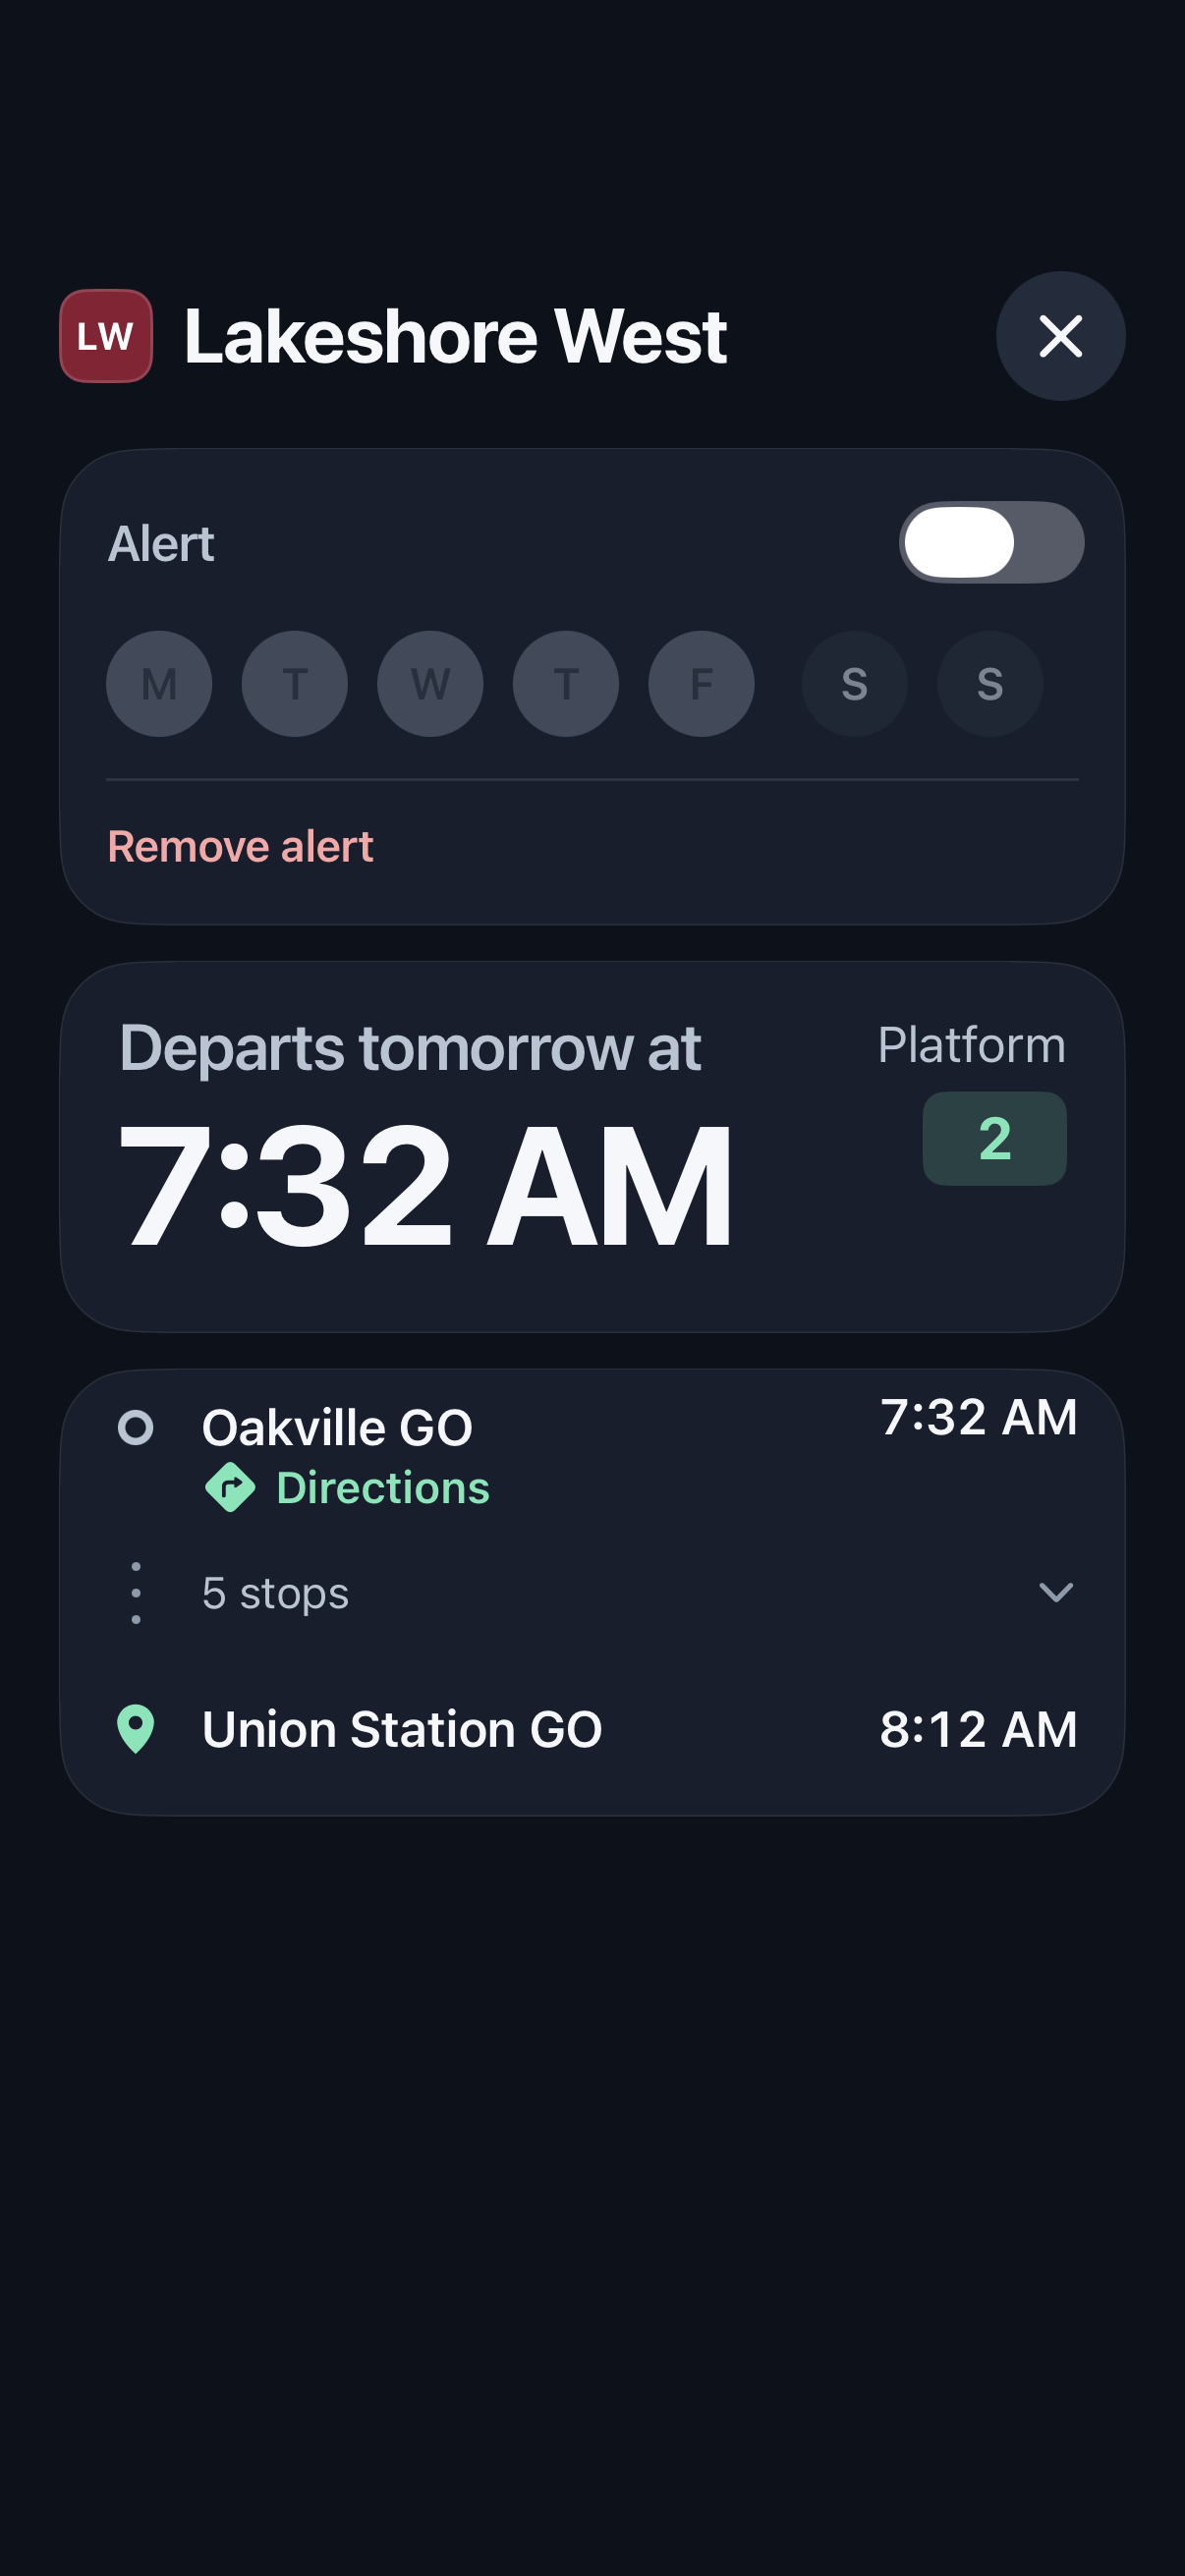 LW Lakeshore West
Alert
M T W T F S S
Remove alert
Departs tomorrow at
7:32 AM
Platform
2
Oakville GO 7:32 AM
Directions
5 stops
Union Station GO 8:12 AM